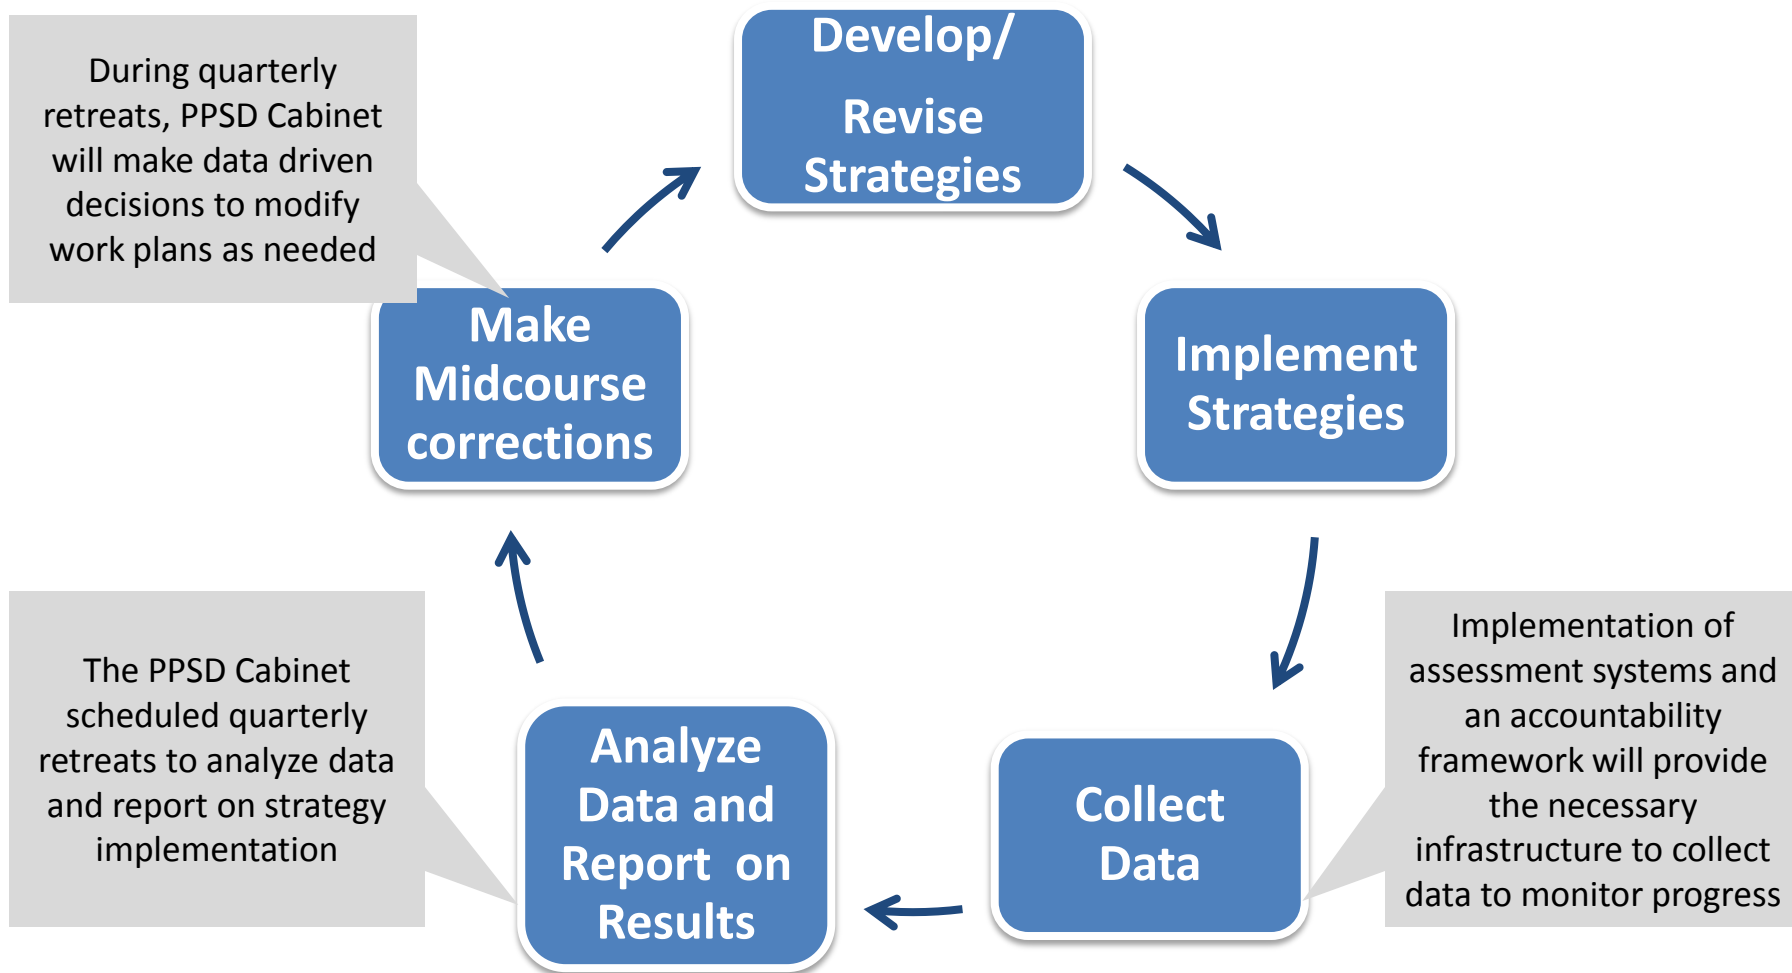 During quarterly
retreats, PPSD Cabinet
will make data driven
decisions to modify
work plans as needed
Develop/
Revise
Strategies
Make
Midcourse
corrections
Implement
Strategies
The PPSD Cabinet
scheduled quarterly
retreats to analyze data
and report on strategy
implementation
Analyze
Data and
Report  on
Results
Collect
Data
Implementation of
assessment systems and
an accountability
framework will provide
the necessary
infrastructure to collect
data to monitor progress